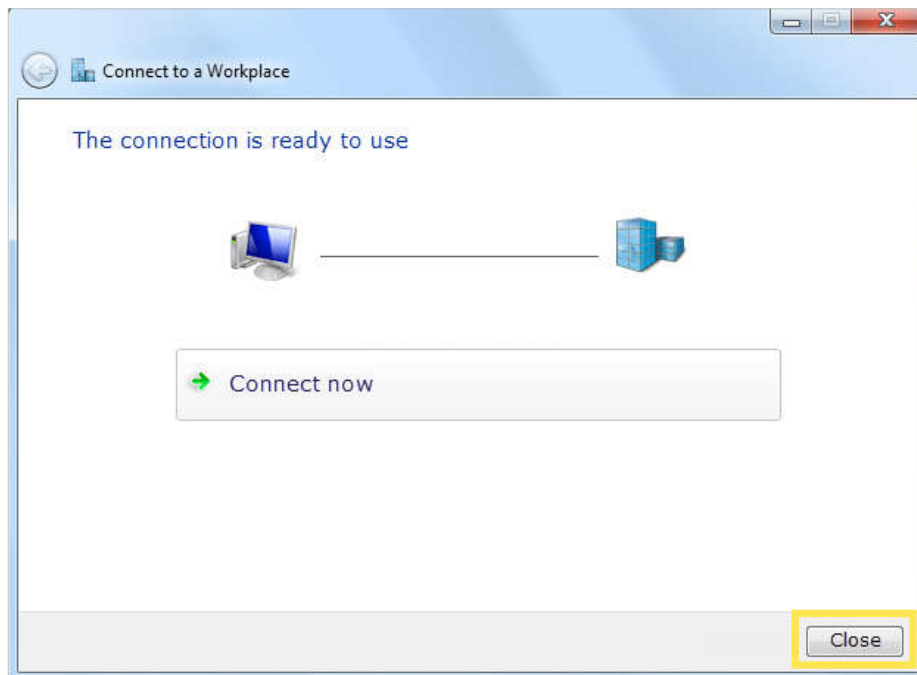 Connect to a Workplace
The connection is ready to use
Connect now
Close